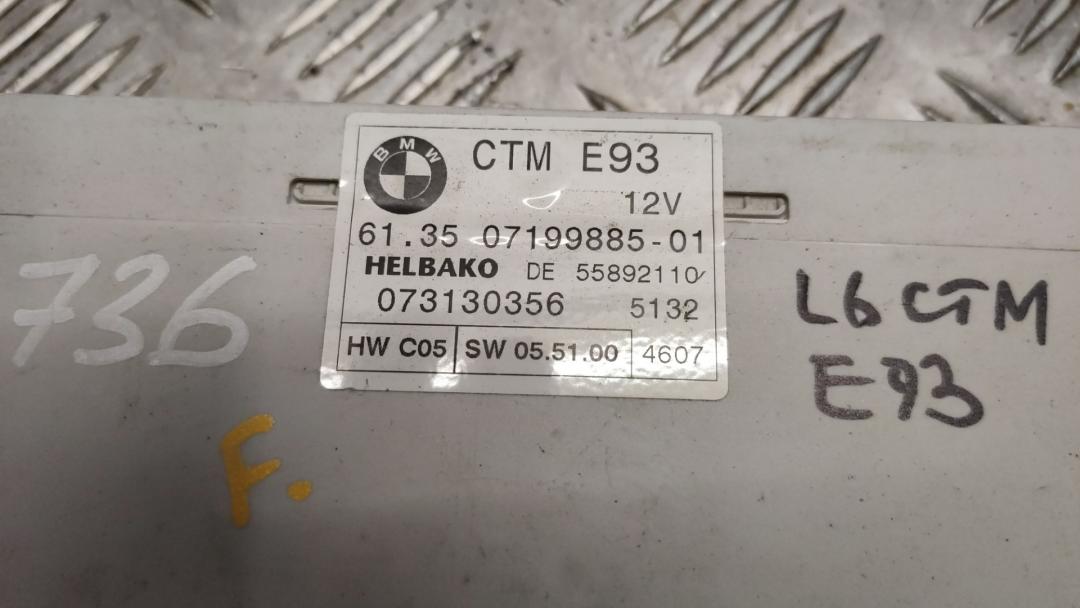 BMW CTM E93
12V
61.35 07199885-01
HELBAKO DE 55892110
073130356 5132
HW C05 SW 05.51.00 4607
736
L6 CTM
E93
F.